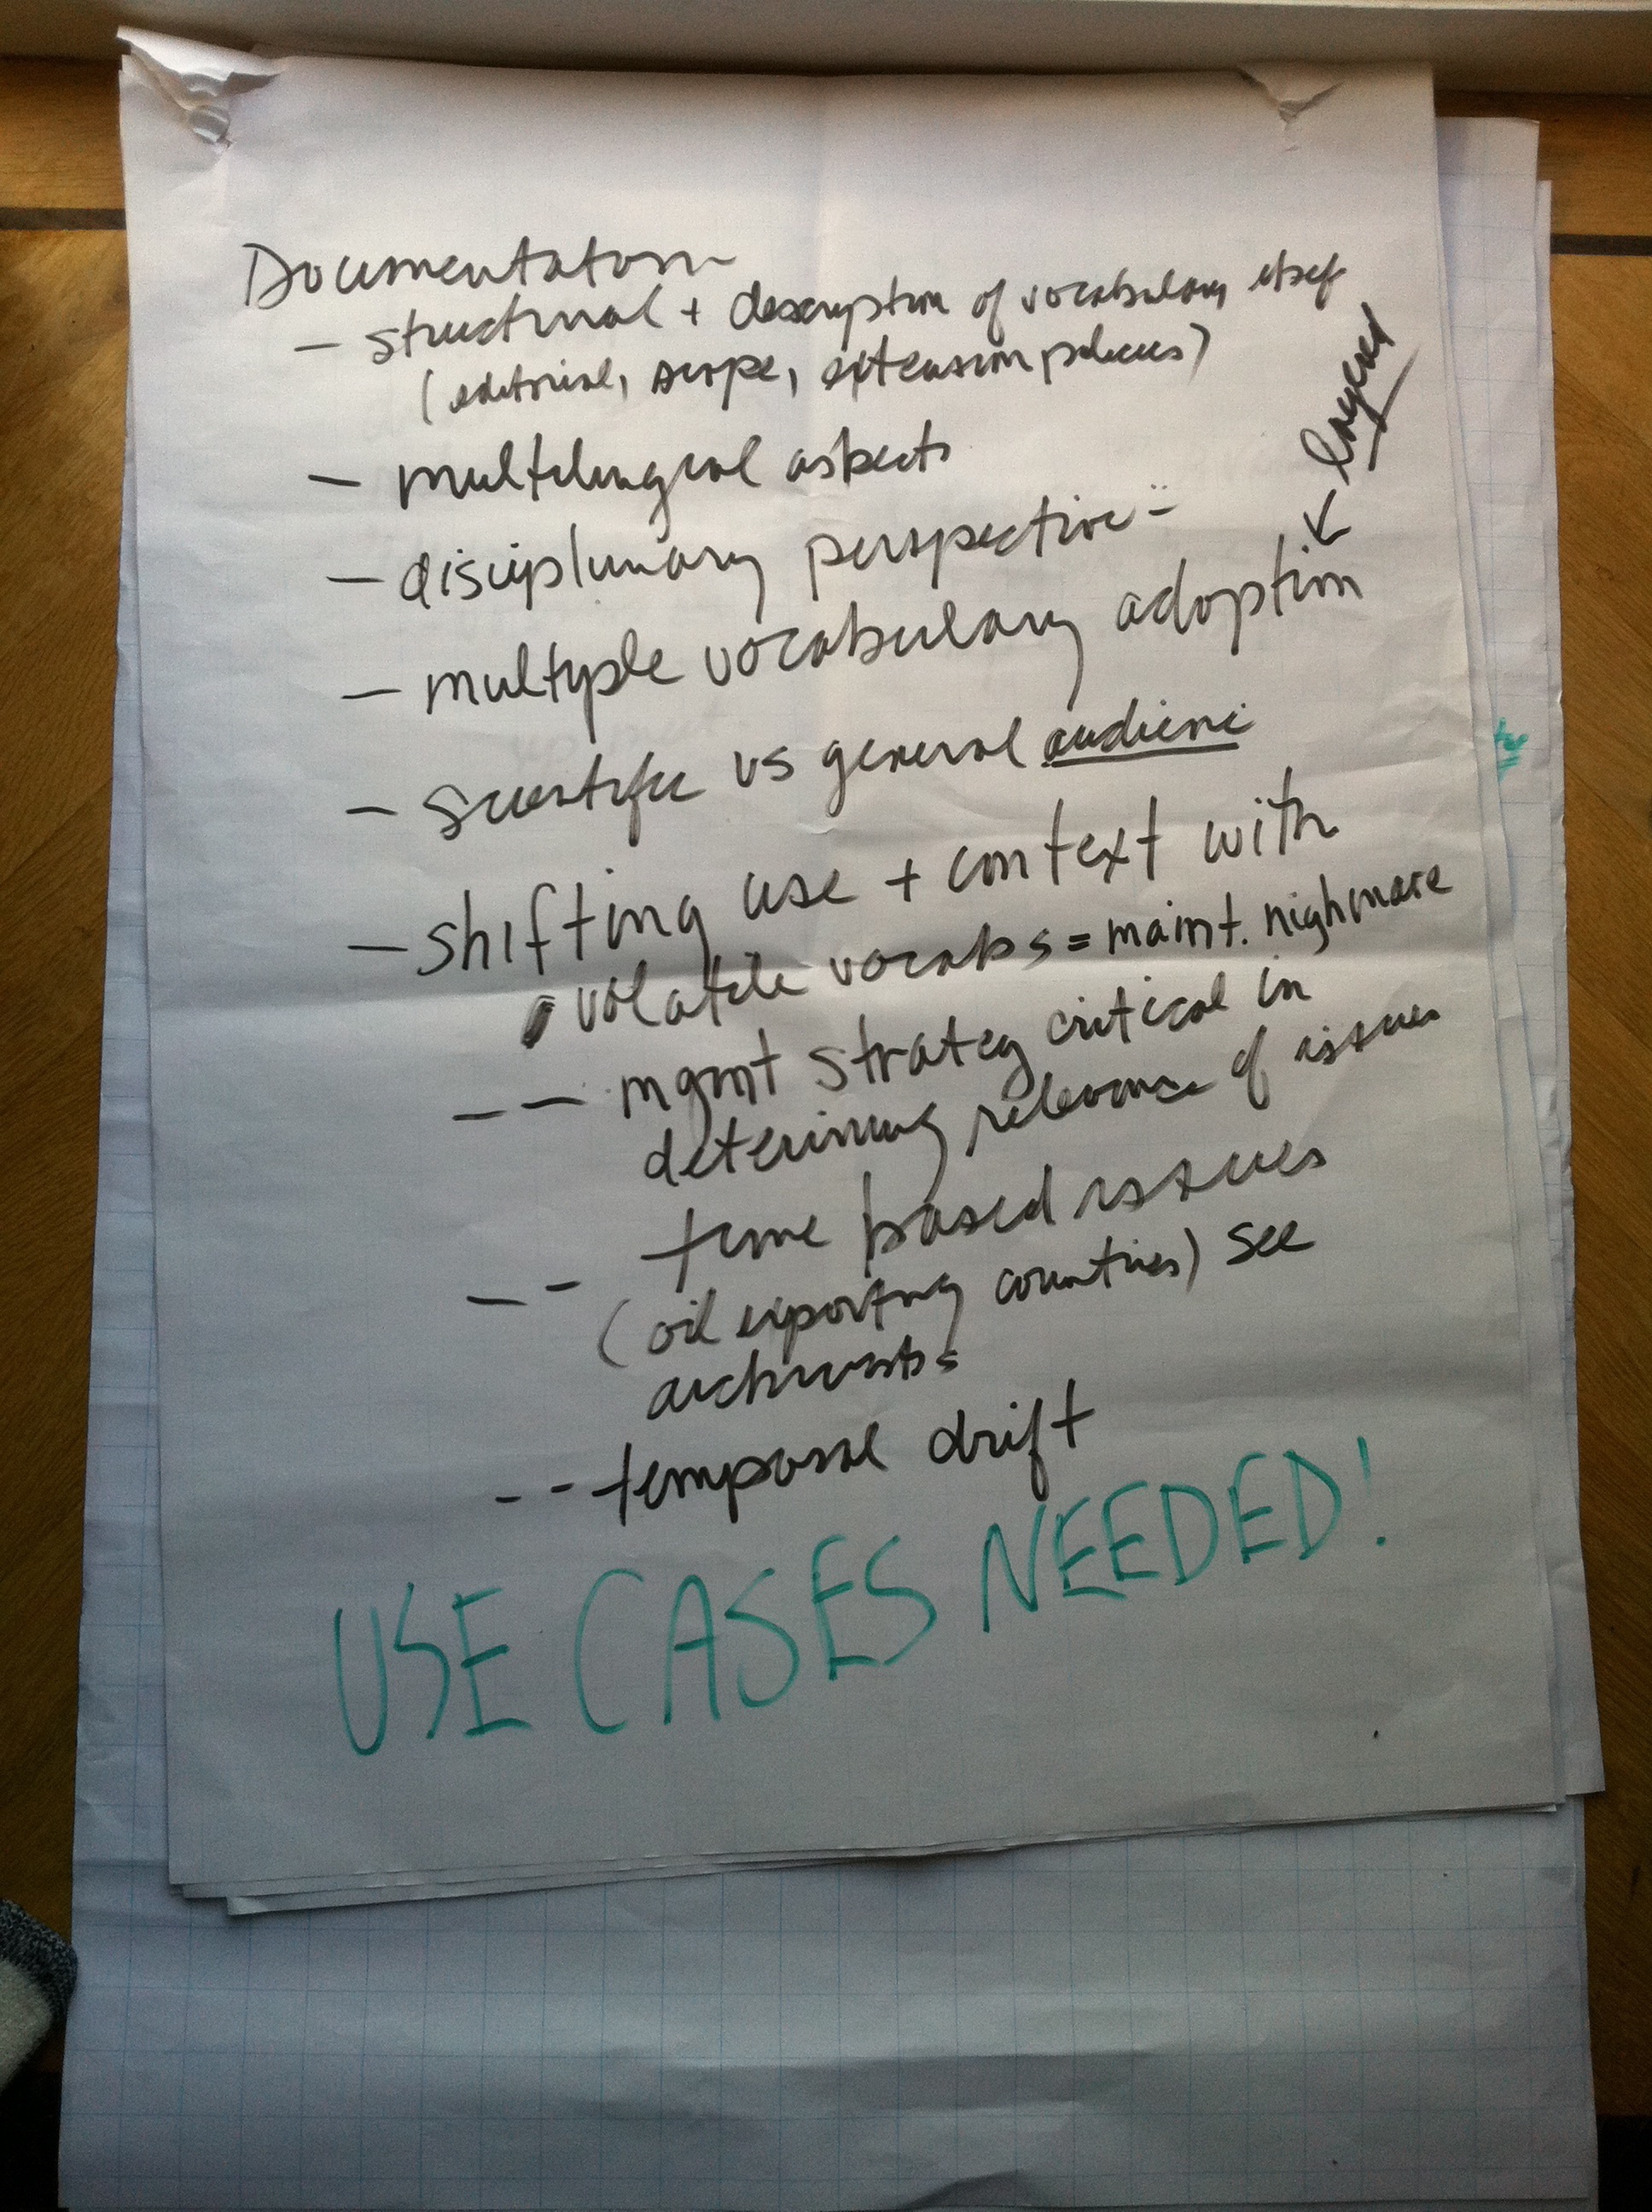 Documentation
- structural + description of vocabulary itself
(editorial, scope, extension policies)
- multilingual aspects
- disciplinary perspective
layered
- multiple vocabulary adoption
- scientific vs general audience
- shifting use + context with
volatile vocabs = maint. nighmare
-- mgmt strategy critical in
determining relevance of issues
-- time based issues
(oil exporting countries) see
archivists
-- temporal drift
USE CASES NEEDED!